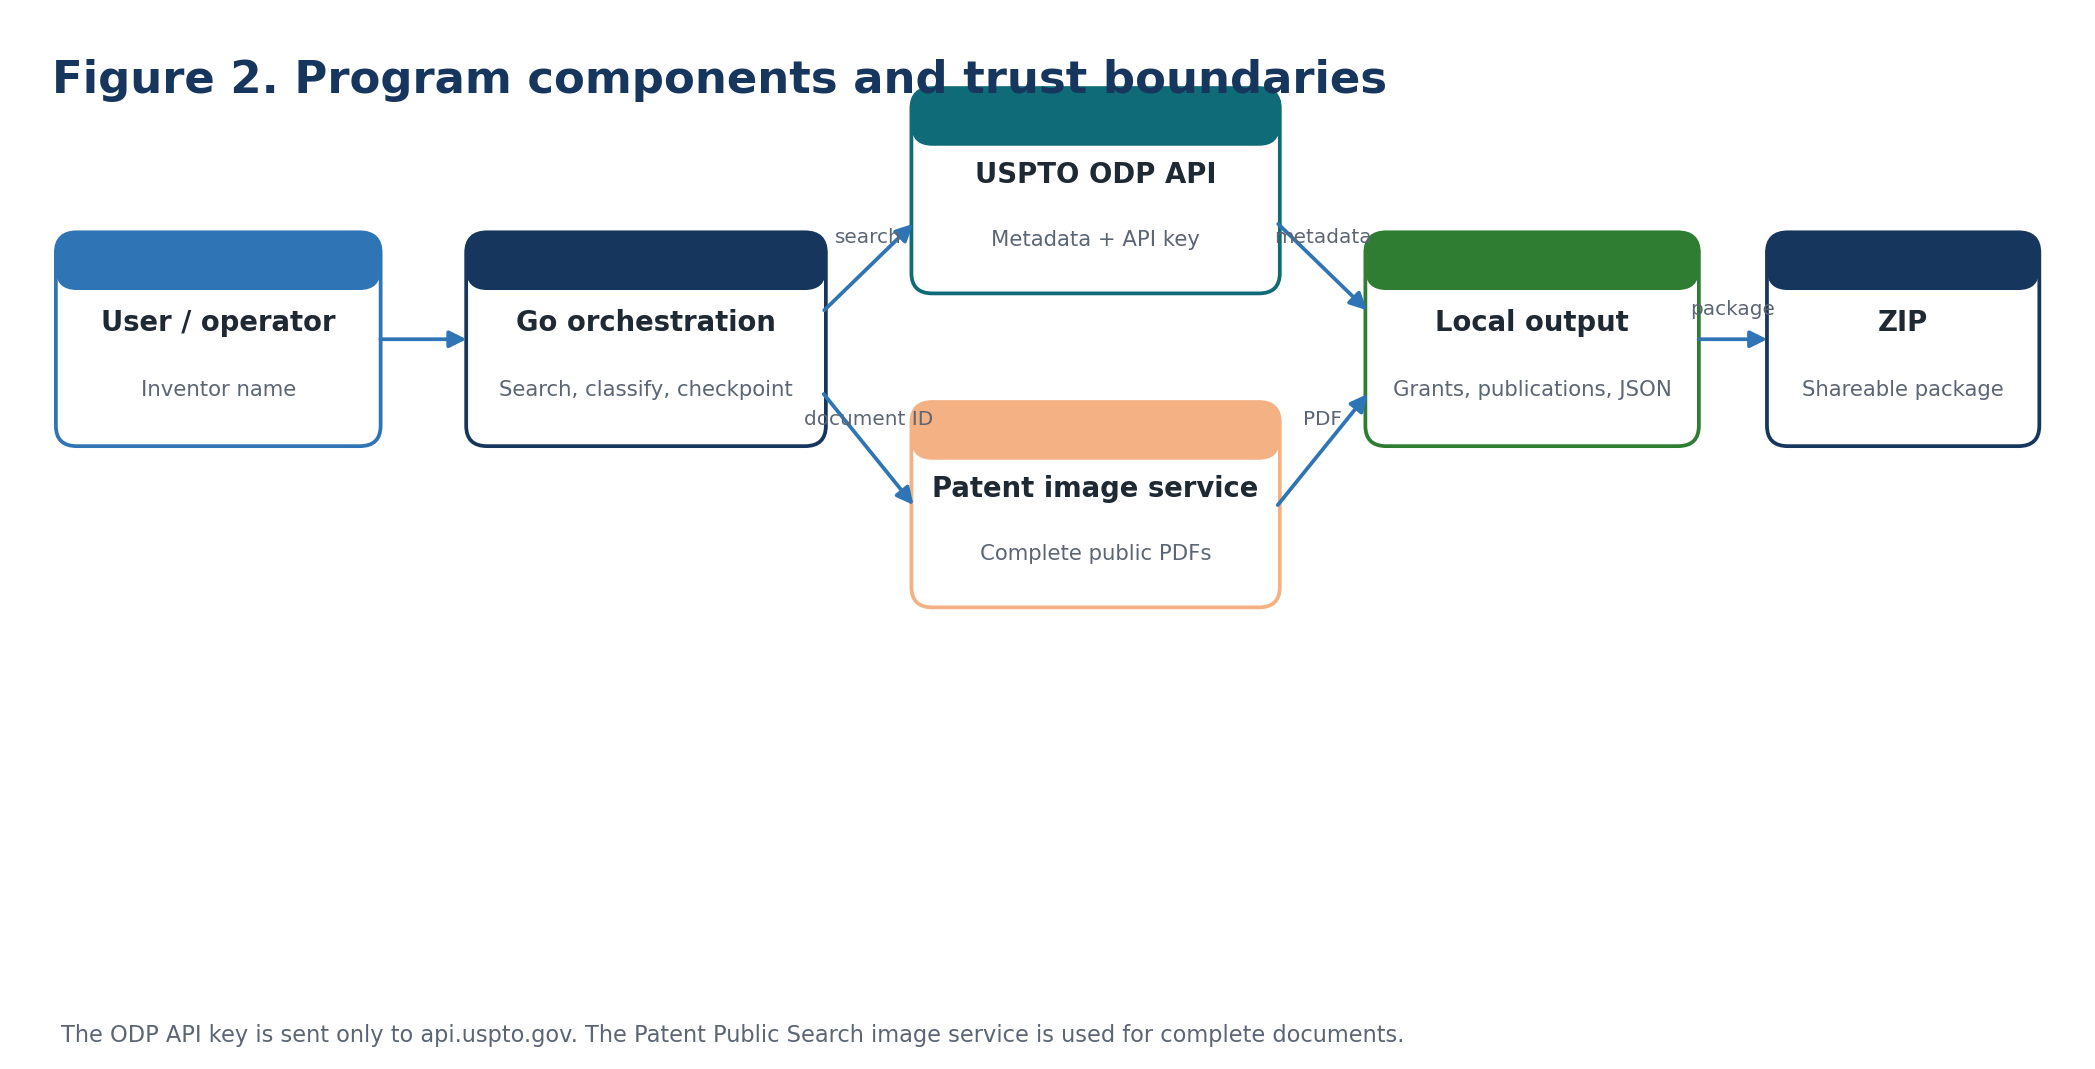 Figure 2. Program components and trust boundaries
USPTO ODP API
Metadata + API key
search
metadata
User / operator
Inventor name
Go orchestration
Search, classify, checkpoint
Local output
Grants, publications, JSON
package
ZIP
Shareable package
document ID
PDF
Patent image service
Complete public PDFs
The ODP API key is sent only to api.uspto.gov. The Patent Public Search image service is used for complete documents.